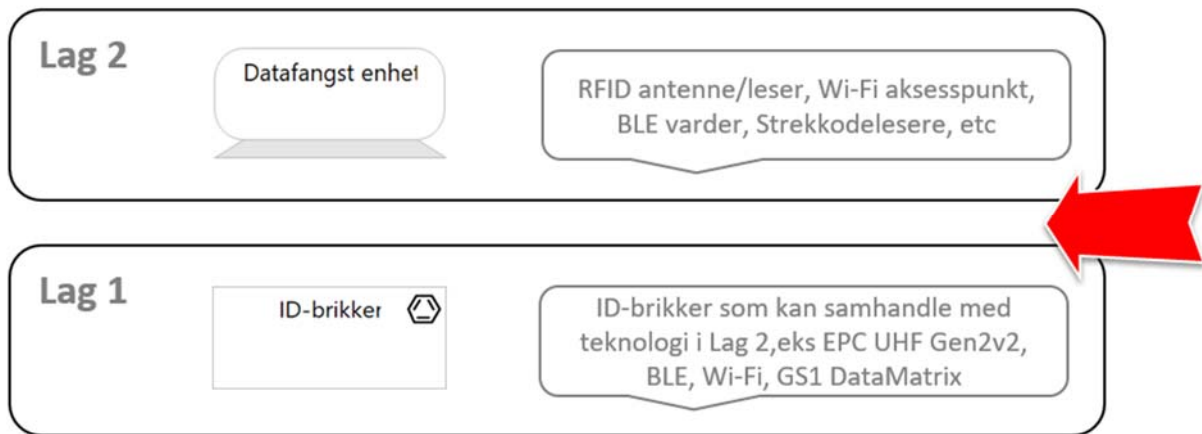 Lag 2
Datafangst enhet
RFID antenne/leser, Wi-Fi aksesspunkt,
BLE varder, Strekkodelesere, etc
Lag 1
ID-brikker
ID-brikker som kan samhandle med
teknologi i Lag 2,eks EPC UHF Gen2v2,
BLE, Wi-Fi, GS1 DataMatrix